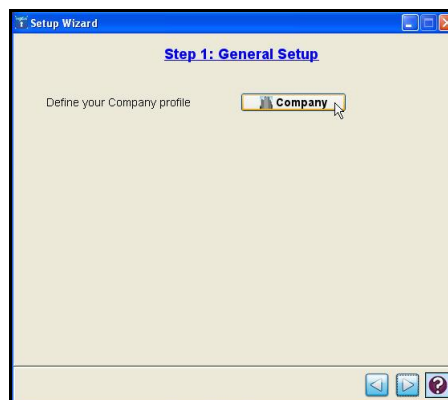 Setup Wizard
Step 1: General Setup
Define your Company profile
Company
?